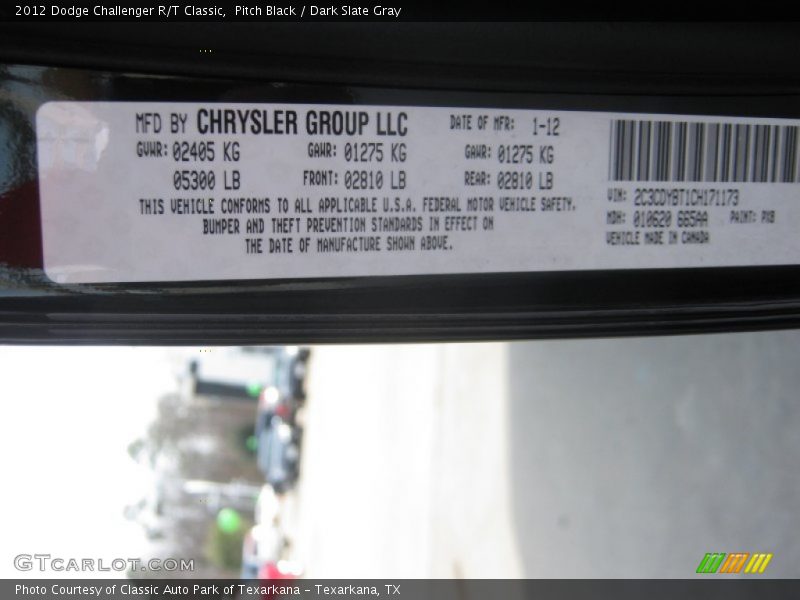 2012 Dodge Challenger R/T Classic, Pitch Black / Dark Slate Gray
MFD BY CHRYSLER GROUP LLC DATE OF MFR: 1-12
GVWR: 02405 KG GAWR: 01275 KG GAWR: 01275 KG
05300 LB FRONT: 02810 LB REAR: 02810 LB
THIS VEHICLE CONFORMS TO ALL APPLICABLE U.S.A. FEDERAL MOTOR VEHICLE SAFETY,
BUMPER AND THEFT PREVENTION STANDARDS IN EFFECT ON
THE DATE OF MANUFACTURE SHOWN ABOVE.
VIN: 2C3CDYBT1CH171173
MDH: 010620 665AA PAINT: PX8
VEHICLE MADE IN CANADA
GTcarlot.com
Photo Courtesy of Classic Auto Park of Texarkana - Texarkana, TX